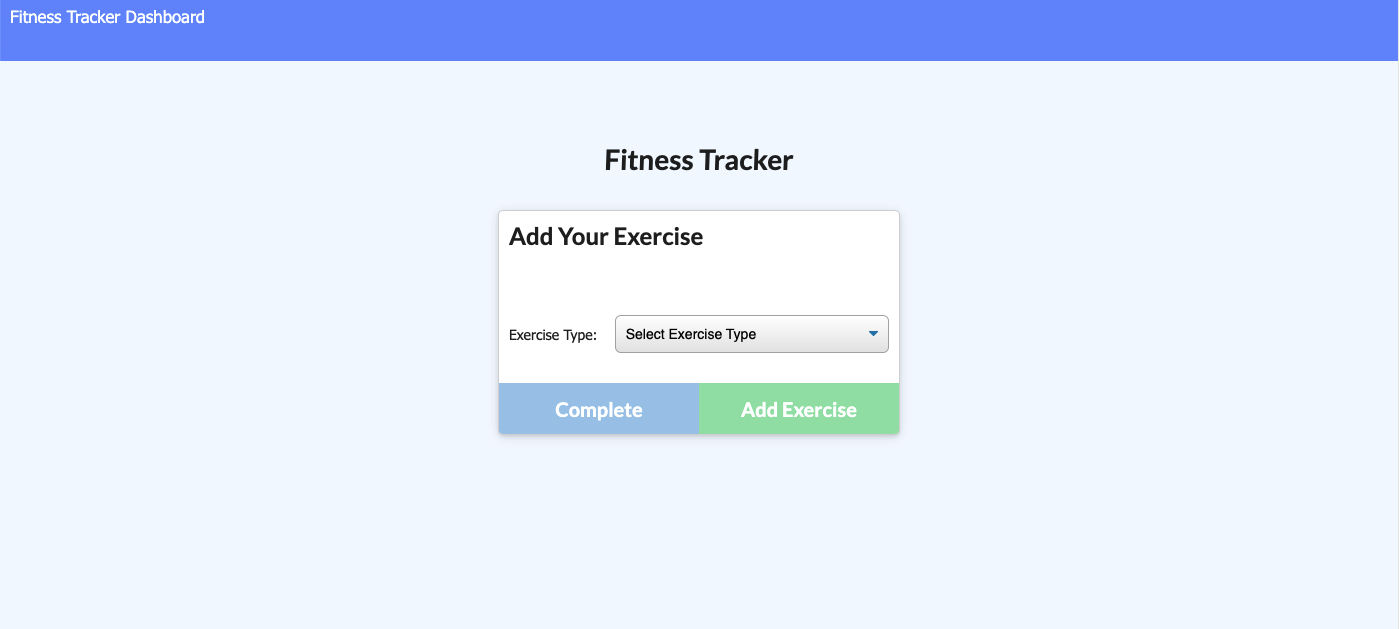 Fitness Tracker Dashboard
Fitness Tracker
Add Your Exercise
Exercise Type: Select Exercise Type
Complete Add Exercise